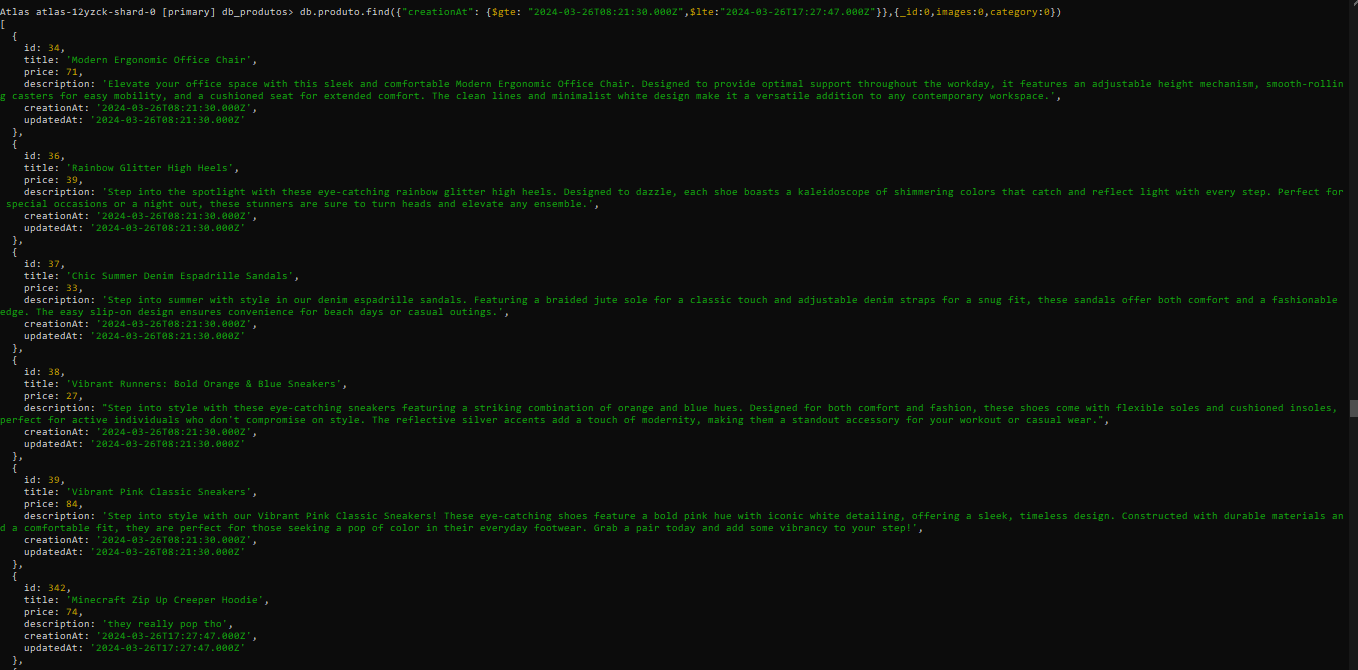 Atlas atlas-12yzck-shard-0 [primary] db_produtos> db.produto.find({"creationAt": {$gte: "2024-03-26T08:21:30.000Z",$lte:"2024-03-26T17:27:47.000Z"}},{_id:0,images:0,category:0})
[
  {
    id: 34,
    title: 'Modern Ergonomic Office Chair',
    price: 71,
    description: 'Elevate your office space with this sleek and comfortable Modern Ergonomic Office Chair. Designed to provide optimal support throughout the workday, it features an adjustable height mechanism, smooth-rollin
g casters for easy mobility, and a cushioned seat for extended comfort. The clean lines and minimalist white design make it a versatile addition to any contemporary workspace.',
    creationAt: '2024-03-26T08:21:30.000Z',
    updatedAt: '2024-03-26T08:21:30.000Z'
  },
  {
    id: 36,
    title: 'Rainbow Glitter High Heels',
    price: 39,
    description: 'Step into the spotlight with these eye-catching rainbow glitter high heels. Designed to dazzle, each shoe boasts a kaleidoscope of shimmering colors that catch and reflect light with every step. Perfect for
 special occasions or a night out, these stunners are sure to turn heads and elevate any ensemble.',
    creationAt: '2024-03-26T08:21:30.000Z',
    updatedAt: '2024-03-26T08:21:30.000Z'
  },
  {
    id: 37,
    title: 'Chic Summer Denim Espadrille Sandals',
    price: 33,
    description: 'Step into summer with style in our denim espadrille sandals. Featuring a braided jute sole for a classic touch and adjustable denim straps for a snug fit, these sandals offer both comfort and a fashionable
edge. The easy slip-on design ensures convenience for beach days or casual outings.',
    creationAt: '2024-03-26T08:21:30.000Z',
    updatedAt: '2024-03-26T08:21:30.000Z'
  },
  {
    id: 38,
    title: 'Vibrant Runners: Bold Orange & Blue Sneakers',
    price: 27,
    description: "Step into style with these eye-catching sneakers featuring a striking combination of orange and blue hues. Designed for both comfort and fashion, these shoes come with flexible soles and cushioned insoles,
perfect for active individuals who don't compromise on style. The reflective silver accents add a touch of modernity, making them a standout accessory for your workout or casual wear.",
    creationAt: '2024-03-26T08:21:30.000Z',
    updatedAt: '2024-03-26T08:21:30.000Z'
  },
  {
    id: 39,
    title: 'Vibrant Pink Classic Sneakers',
    price: 84,
    description: 'Step into style with our Vibrant Pink Classic Sneakers! These eye-catching shoes feature a bold pink hue with iconic white detailing, offering a sleek, timeless design. Constructed with durable materials an
d a comfortable fit, they are perfect for those seeking a pop of color in their everyday footwear. Grab a pair today and add some vibrancy to your step!',
    creationAt: '2024-03-26T08:21:30.000Z',
    updatedAt: '2024-03-26T08:21:30.000Z'
  },
  {
    id: 342,
    title: 'Minecraft Zip Up Creeper Hoodie',
    price: 74,
    description: 'they really pop tho',
    creationAt: '2024-03-26T17:27:47.000Z',
    updatedAt: '2024-03-26T17:27:47.000Z'
  },